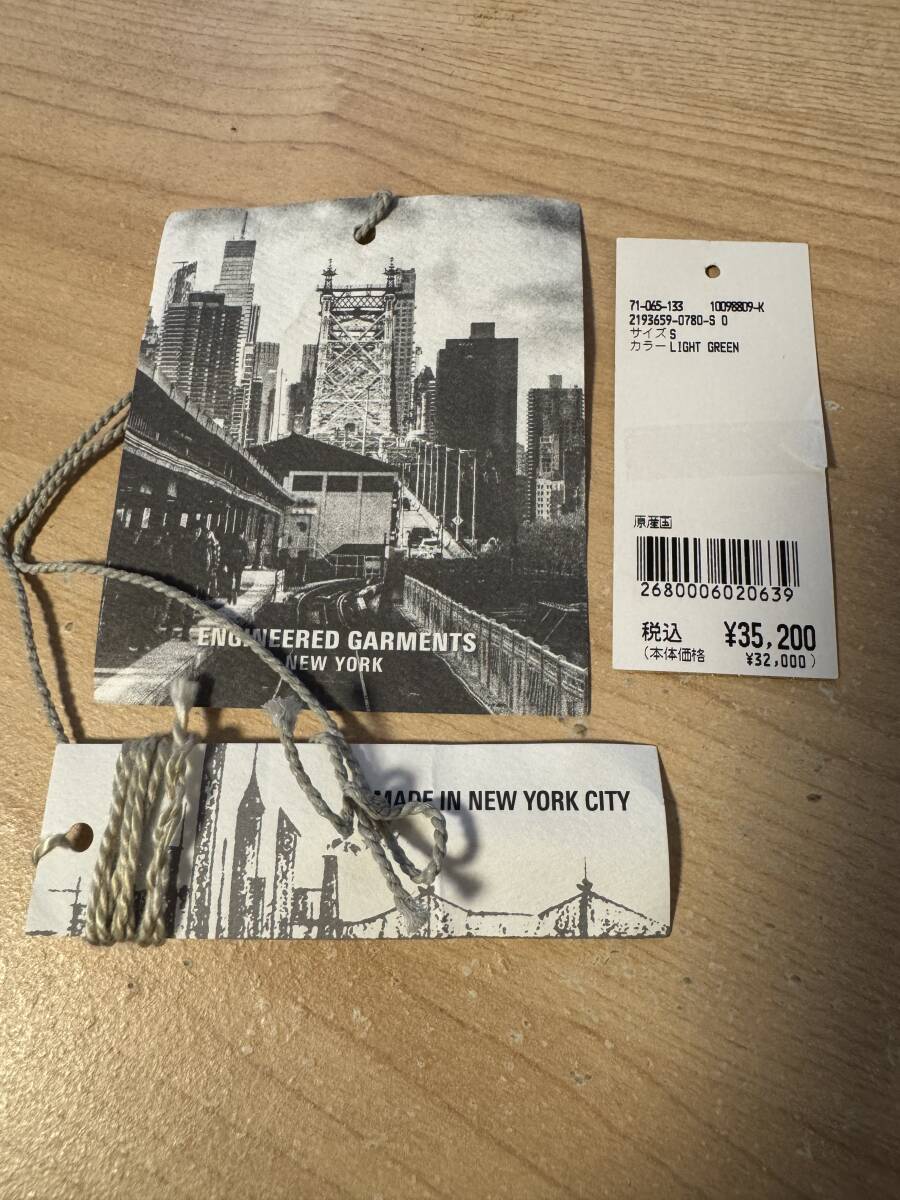 ENGINEERED GARMENTS
NEW YORK
MADE IN NEW YORK CITY
71-065-133 10098809-K
2193659-0780-S 0
サイズ S
カラー LIGHT GREEN
原産国
2680006020639
税込 ¥35,200
(本体価格 ¥32,000)